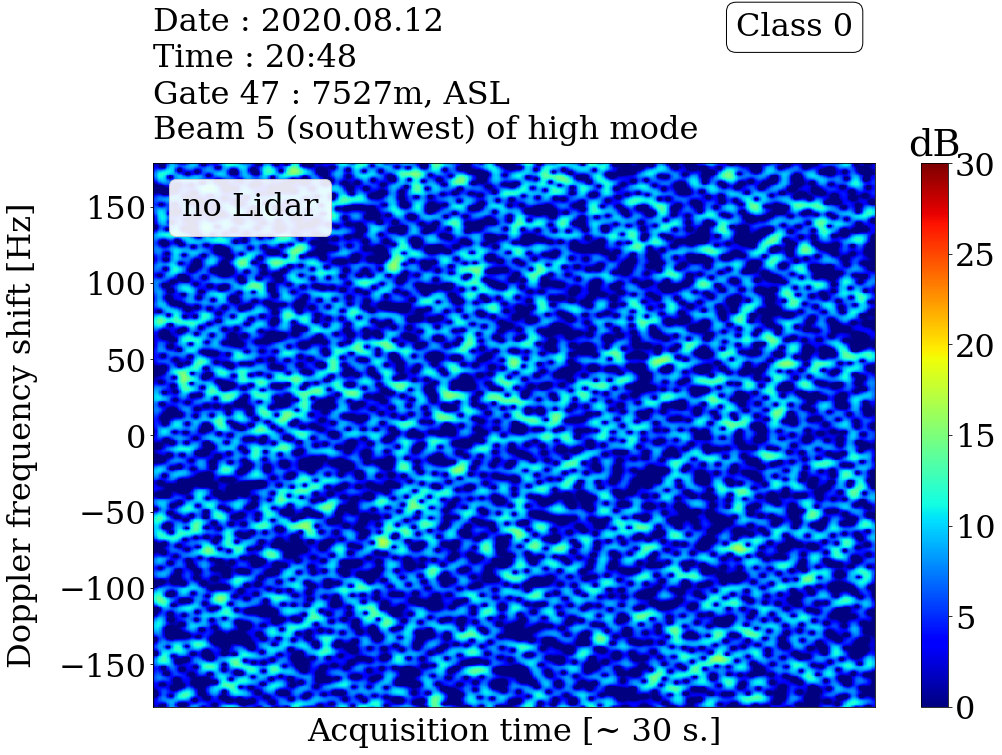 Date : 2020.08.12
Time : 20:48
Gate 47 : 7527m, ASL
Beam 5 (southwest) of high mode
Class 0
no Lidar
Doppler frequency shift [Hz]
150
100
50
0
−50
−100
−150
Acquisition time [~ 30 s.]
dB
30
25
20
15
10
5
0